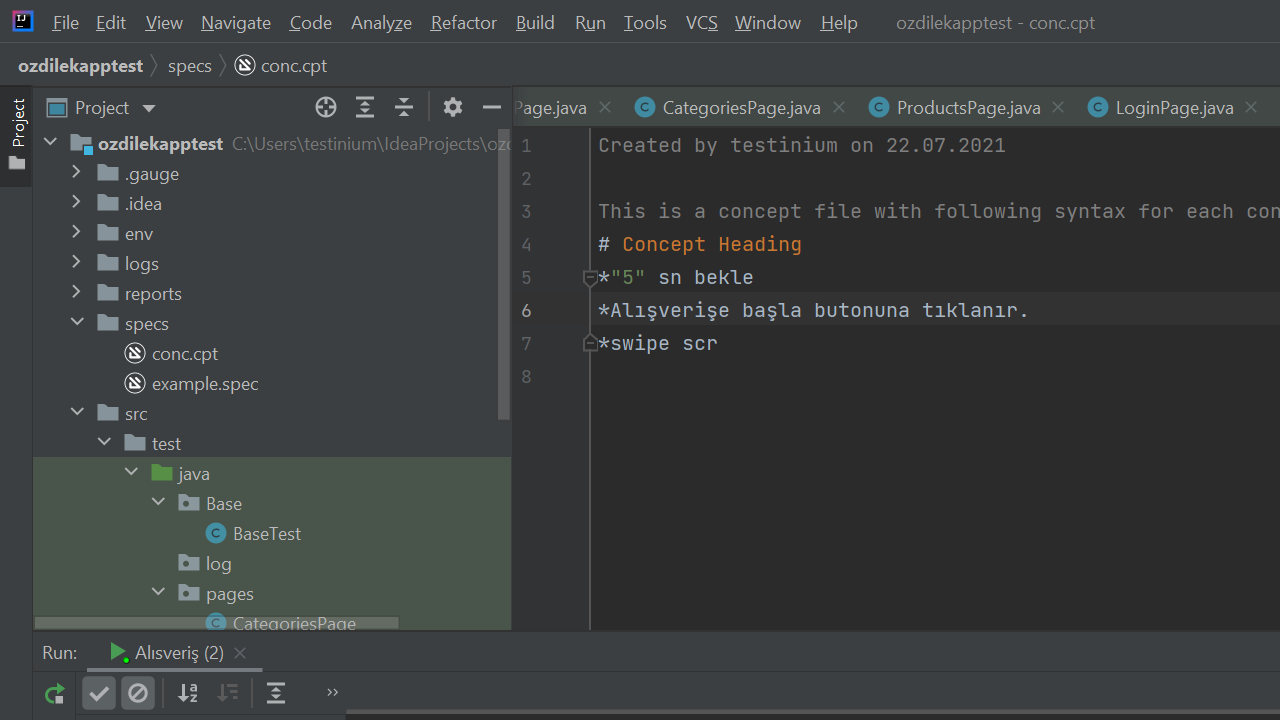 File Edit View Navigate Code Analyze Refactor Build Run Tools VCS Window Help ozdilekapptest - conc.cpt
ozdilekapptest specs conc.cpt
Project
Project
Page.java CategoriesPage.java ProductsPage.java LoginPage.java
ozdilekapptest C:\Users\testinium\IdeaProjects\ozd
.gauge
.idea
env
logs
reports
specs
conc.cpt
example.spec
src
test
java
Base
BaseTest
log
pages
CategoriesPage
1 Created by testinium on 22.07.2021
2
3 This is a concept file with following syntax for each con
4 # Concept Heading
5 *"5" sn bekle
6 *Alışverişe başla butonuna tıklanır.
7 *swipe scr
8
Run: Alısveriş (2)